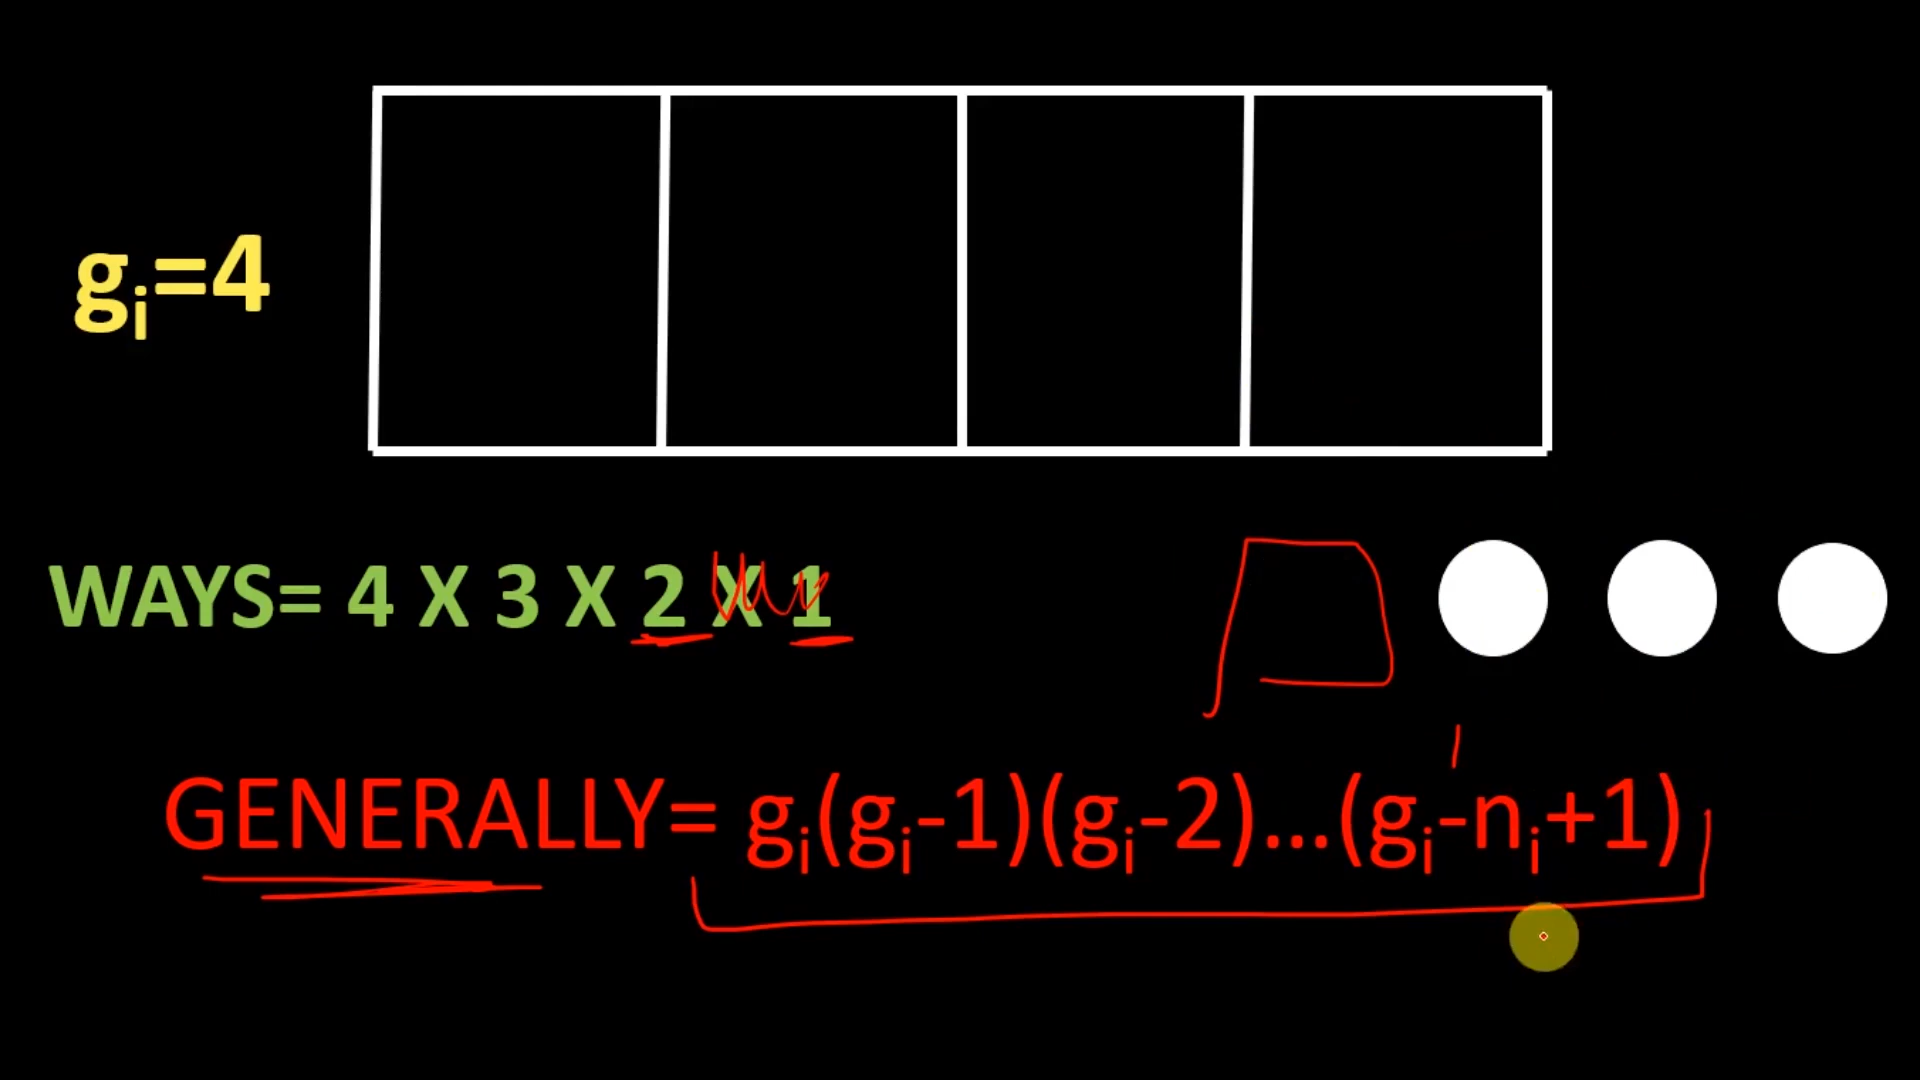 gᵢ=4
WAYS= 4 X 3 X 2 X 1
GENERALLY= gᵢ(gᵢ-1)(gᵢ-2)...(gᵢ-nᵢ+1)